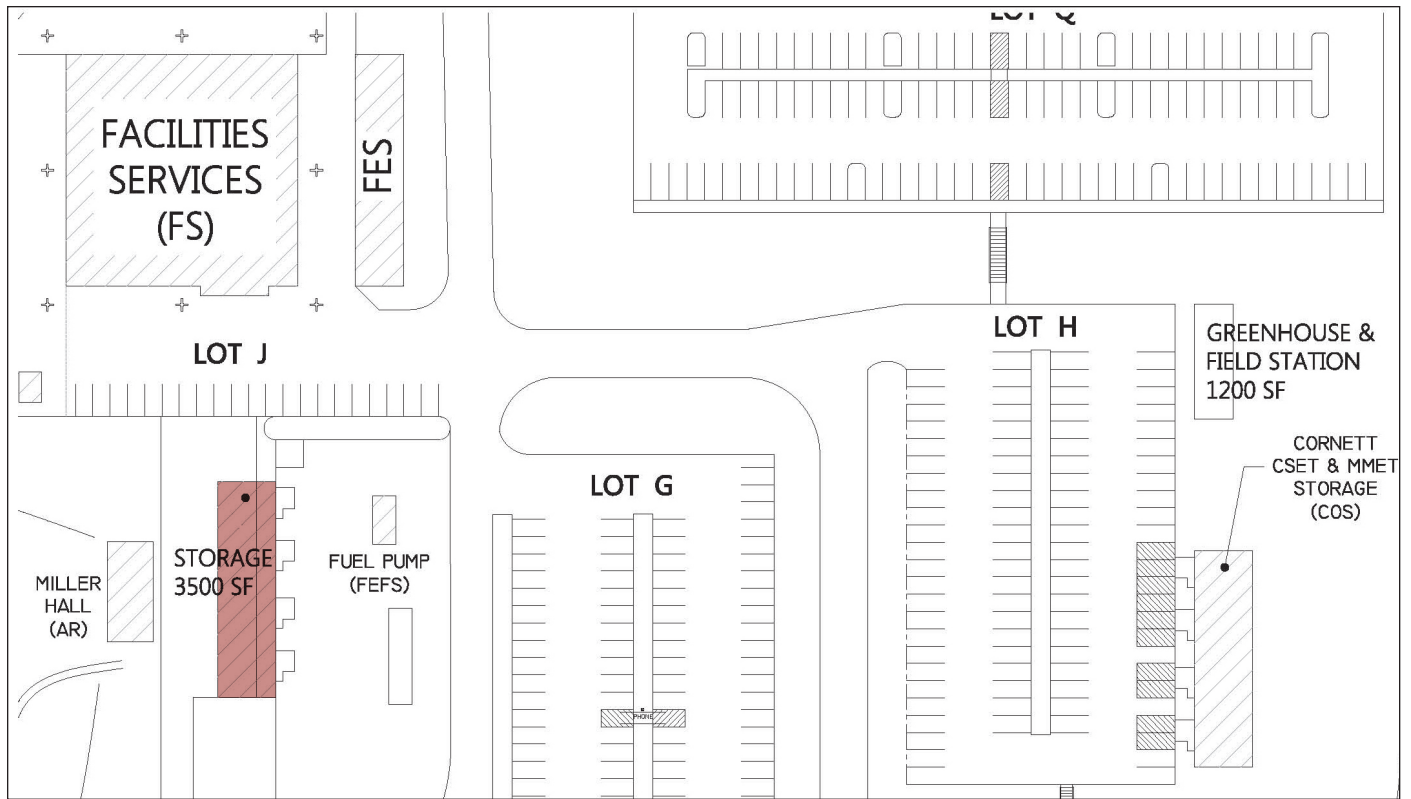 LOT Q
FACILITIES
SERVICES
(FS)
FES
LOT J
LOT H
GREENHOUSE &
FIELD STATION
1200 SF
CORNETT
CSET & MMET
STORAGE
(COS)
LOT G
STORAGE
3500 SF
FUEL PUMP
(FEFS)
MILLER
HALL
(AR)
PHONE